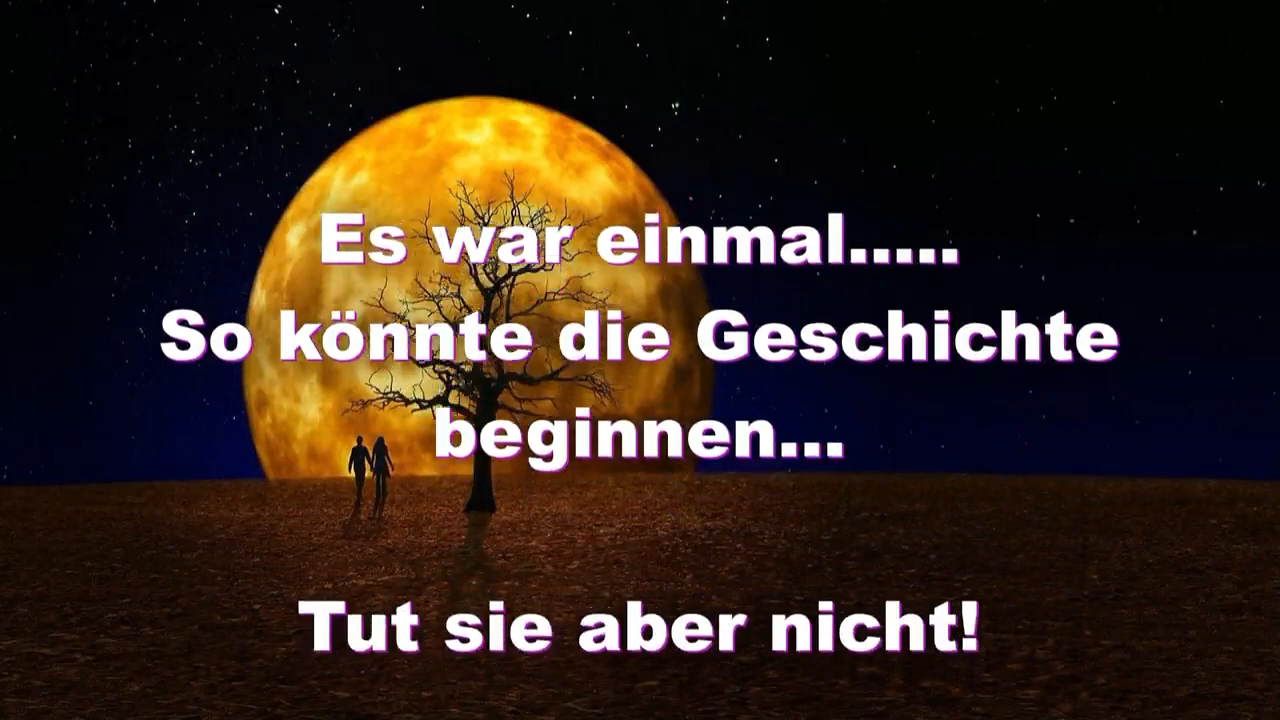 Es war einmal.....
So könnte die Geschichte
beginnen...
Tut sie aber nicht!